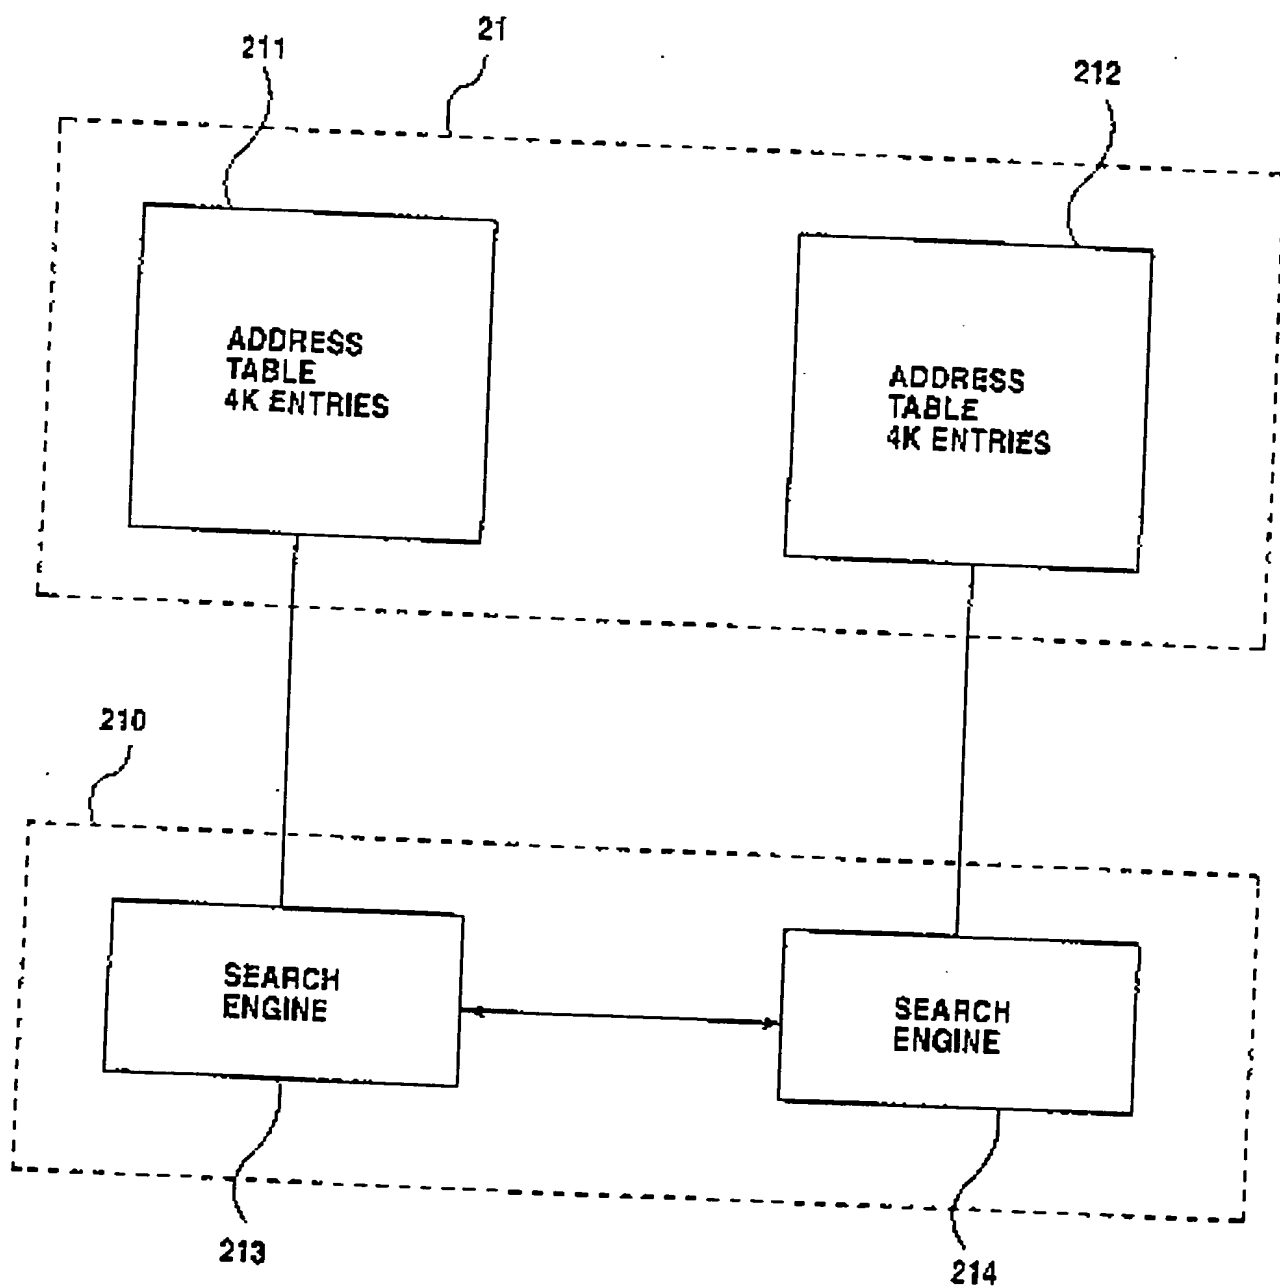 21
211
212
ADDRESS
TABLE
4K ENTRIES
ADDRESS
TABLE
4K ENTRIES
210
SEARCH
ENGINE
SEARCH
ENGINE
213
214